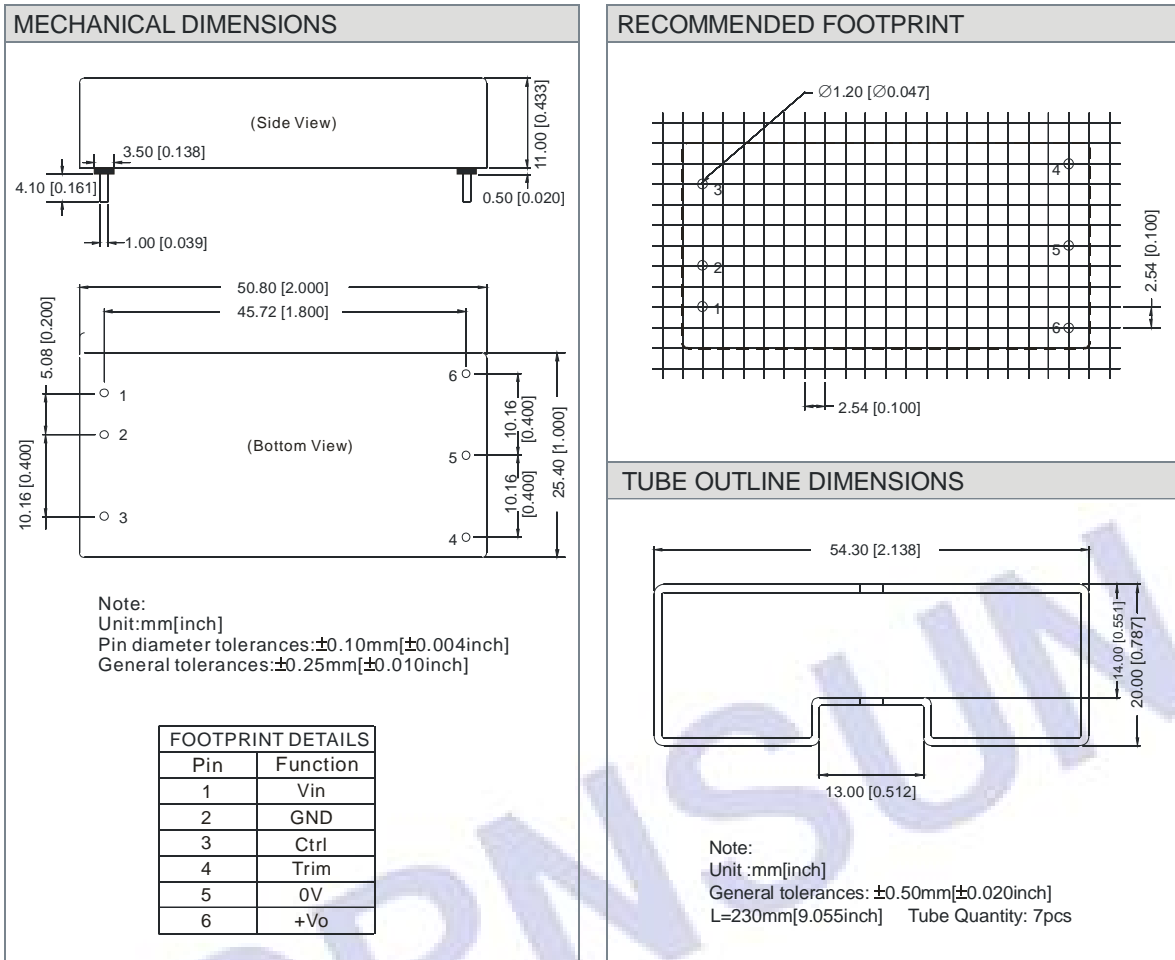 MECHANICAL DIMENSIONS
(Side View)
11.00 [0.433]
3.50 [0.138]
4.10 [0.161]
0.50 [0.020]
1.00 [0.039]
50.80 [2.000]
45.72 [1.800]
5.08 [0.200]
10.16 [0.400]
1
2
3
(Bottom View)
6
5
4
10.16
[0.400]
10.16
[0.400]
25.40 [1.000]
Note:
Unit:mm[inch]
Pin diameter tolerances:±0.10mm[±0.004inch]
General tolerances:±0.25mm[±0.010inch]
FOOTPRINT DETAILS
Pin Function
1 Vin
2 GND
3 Ctrl
4 Trim
5 0V
6 +Vo
RECOMMENDED FOOTPRINT
∅1.20 [∅0.047]
3
2
1
4
5
6
2.54 [0.100]
2.54 [0.100]
TUBE OUTLINE DIMENSIONS
54.30 [2.138]
14.00 [0.551]
20.00 [0.787]
13.00 [0.512]
Note:
Unit :mm[inch]
General tolerances: ±0.50mm[±0.020inch]
L=230mm[9.055inch] Tube Quantity: 7pcs